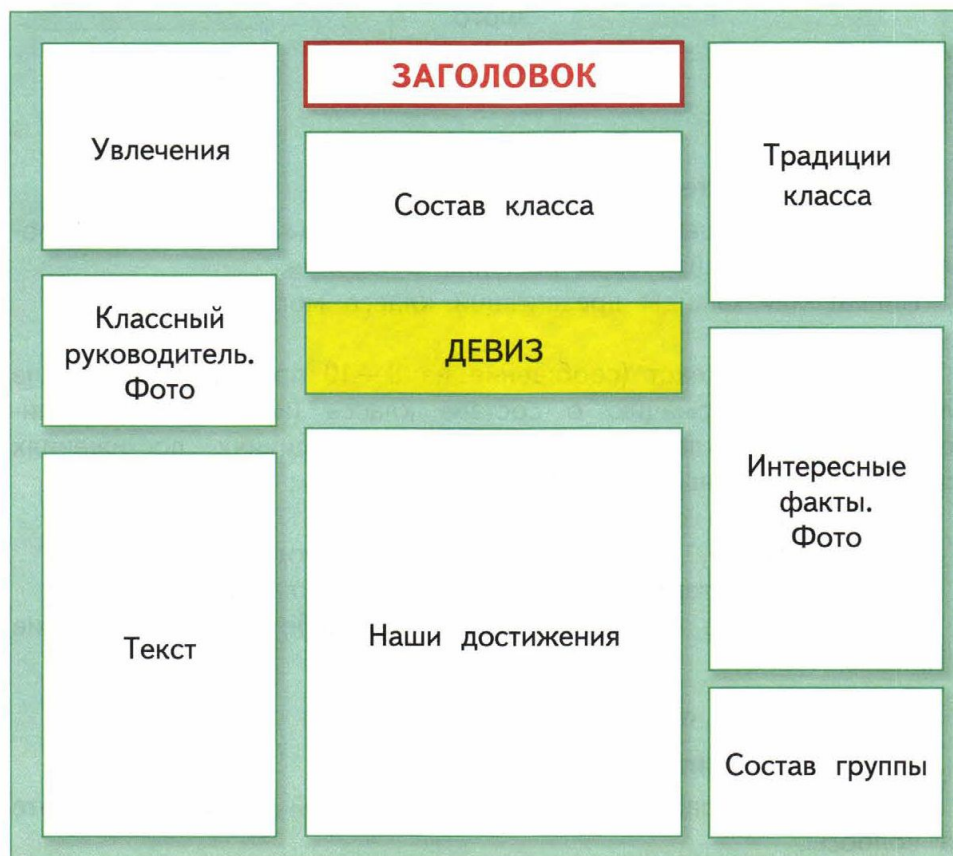 Увлечения
ЗАГОЛОВОК
Состав класса
Традиции
класса
Классный
руководитель.
Фото
ДЕВИЗ
Интересные
факты.
Фото
Текст
Наши достижения
Состав группы